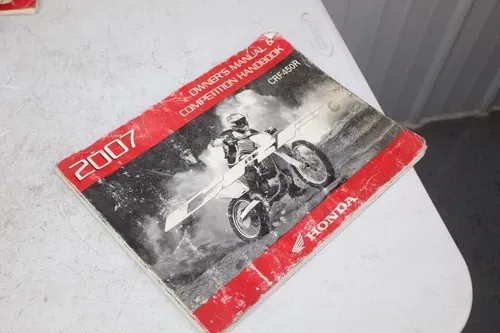 2007
OWNER'S MANUAL &
COMPETITION HANDBOOK
CRF450R
HONDA